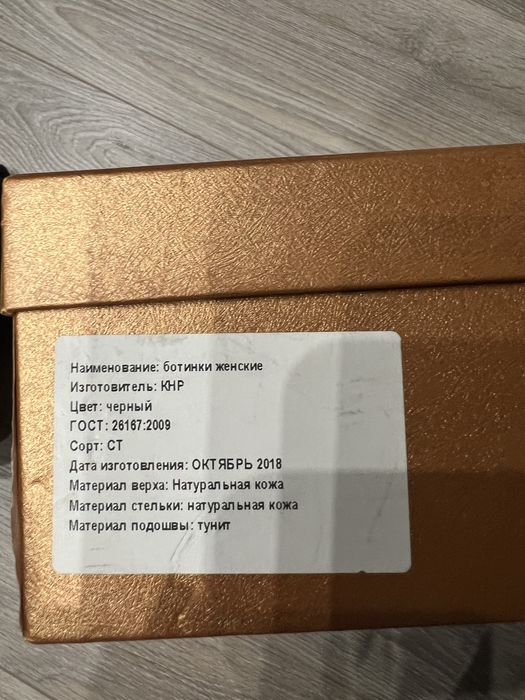 Наименование: ботинки женские
Изготовитель: КНР
Цвет: черный
ГОСТ: 26167:2009
Сорт: СТ
Дата изготовления: ОКТЯБРЬ 2018
Материал верха: Натуральная кожа
Материал стельки: натуральная кожа
Материал подошвы: тунит